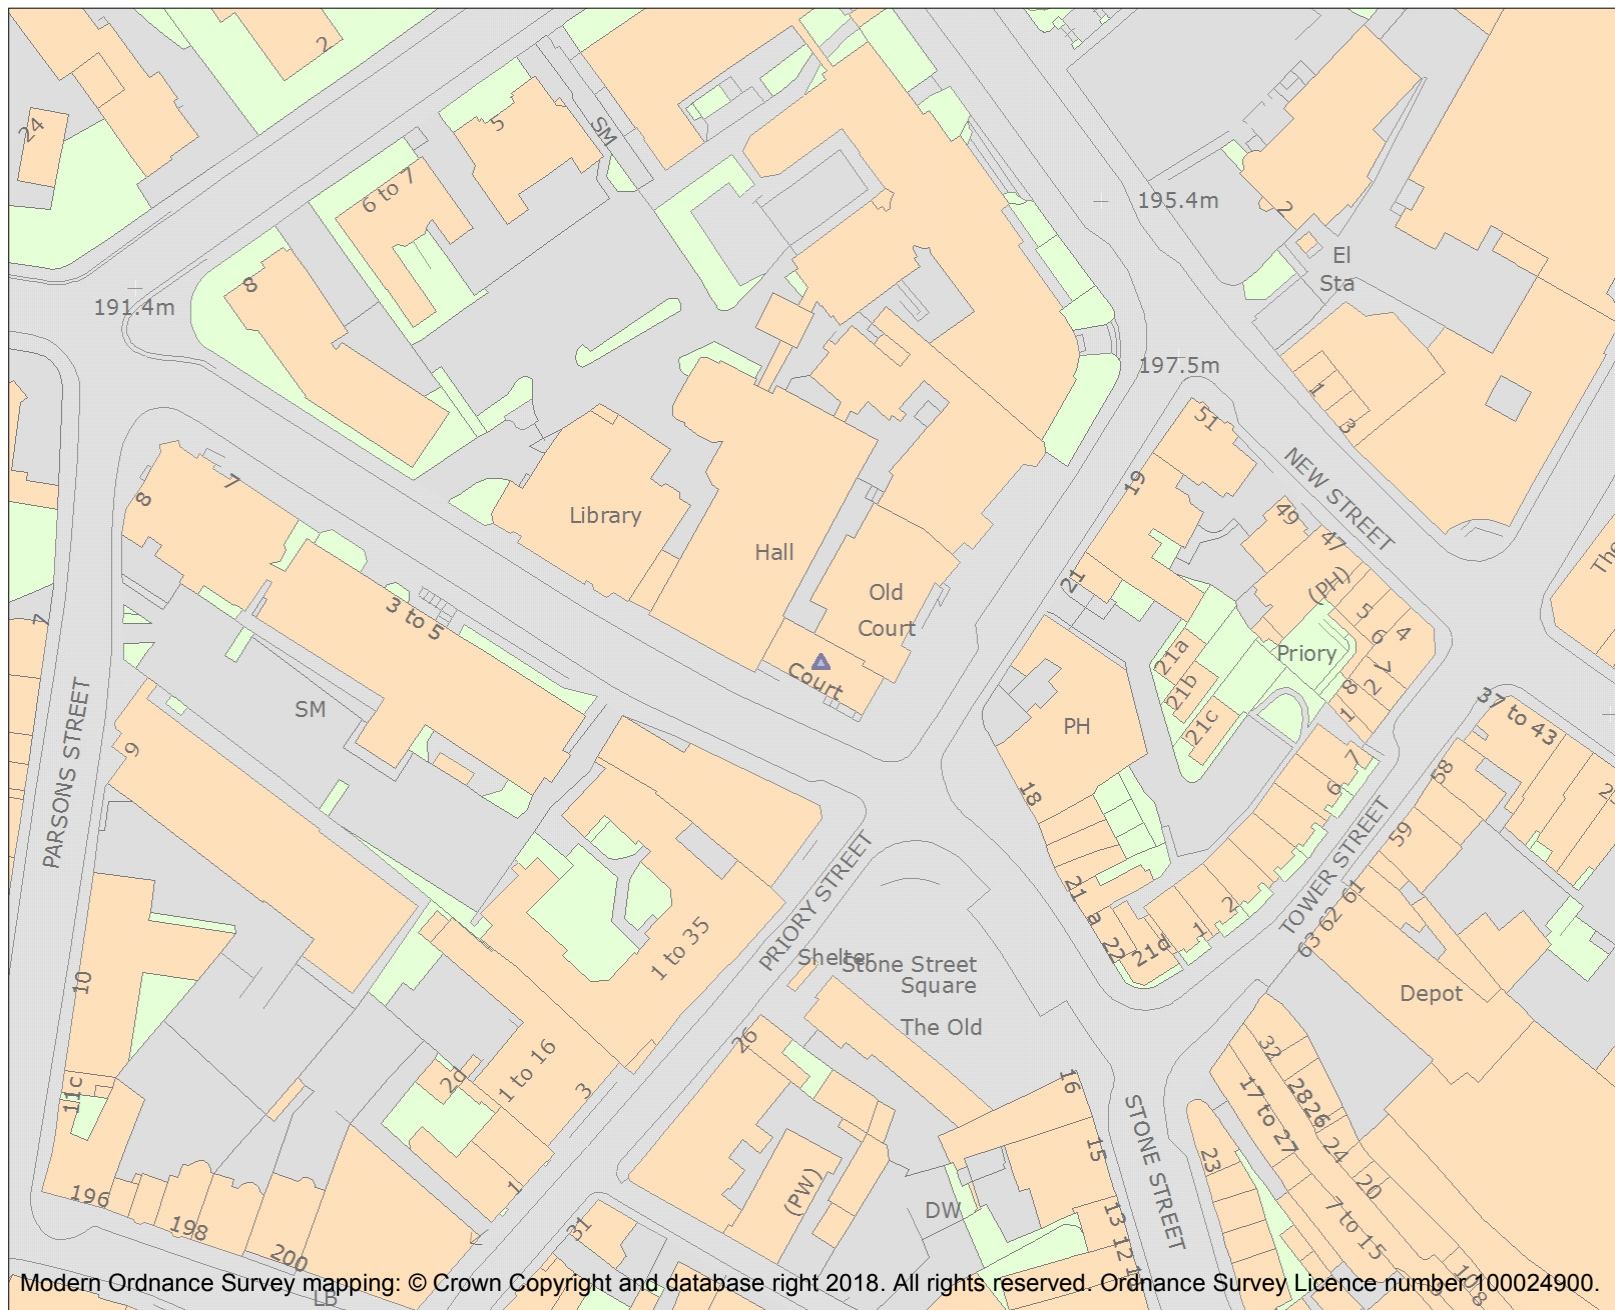 2
24
5
SM
6 to 7
8
191.4m
195.4m
2
El
Sta
197.5m
1
3
51
NEW STREET
19
49
47
(PH)
7
8
Library
Hall
Old
Court
Court
3 to 5
21
5
6
4
7
8
2
1
Priory
21a
21b
21c
The
7
PARSONS STREET
SM
9
PH
18
37 to 43
58
59
7
6
TOWER STREET
61
62
63
2
1
21d
22
21 a
PRIORY STREET
1 to 35
Shelter
Stone Street
Square
The Old
Depot
10
11c
2d
1 to 16
3
26
16
15
STONE STREET
32
2826
24
20
17 to 27
7 to 15
23
13
12
(PW)
DW
196
198
200
1
31
LB
10
8
9
Modern Ordnance Survey mapping: © Crown Copyright and database right 2018. All rights reserved. Ordnance Survey Licence number 100024900.